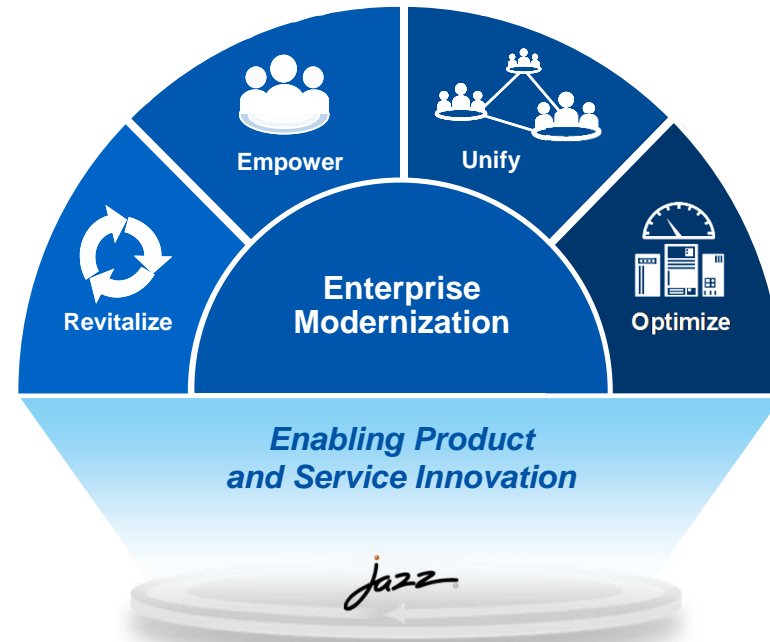 Empower
Unify
Revitalize
Optimize
Enterprise
Modernization
Enabling Product
and Service Innovation
jazz